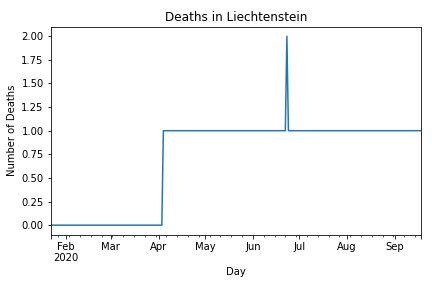 Deaths in Liechtenstein
2.00
1.75
1.50
1.25
1.00
0.75
0.50
0.25
0.00
Number of Deaths
Feb Mar Apr May Jun Jul Aug Sep
2020
Day